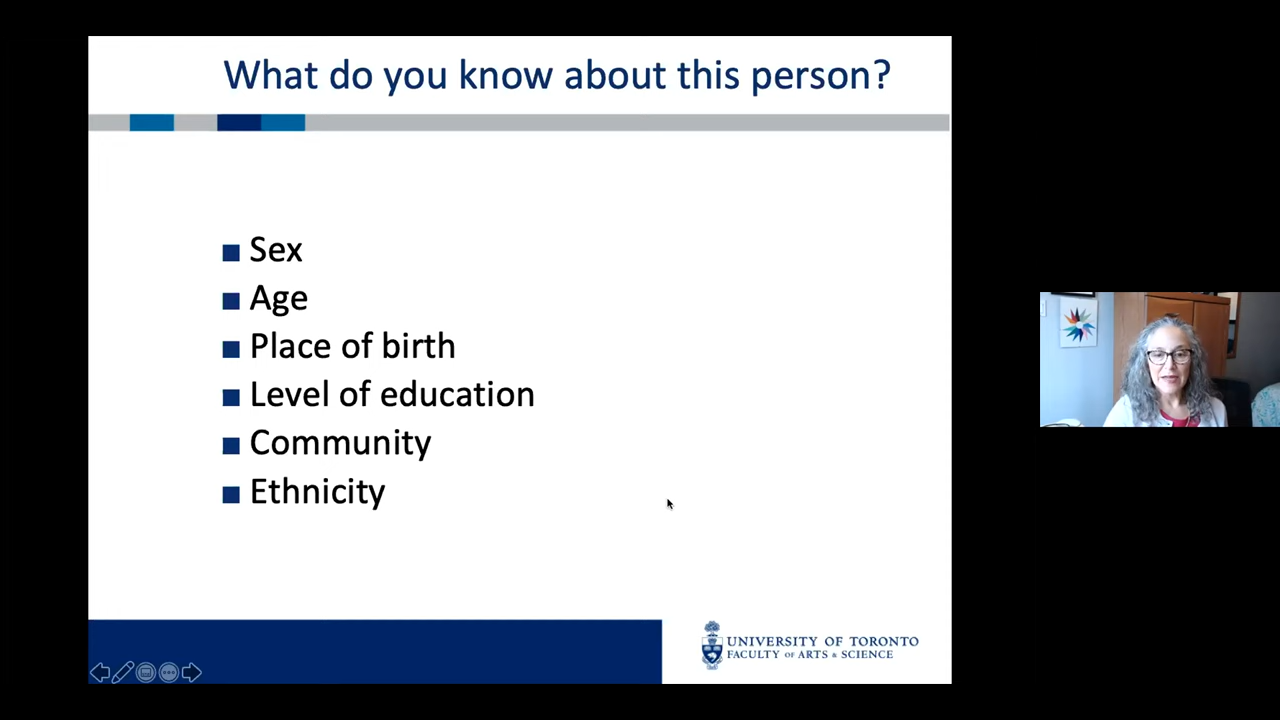 What do you know about this person?
Sex
Age
Place of birth
Level of education
Community
Ethnicity
UNIVERSITY OF TORONTO
FACULTY OF ARTS & SCIENCE